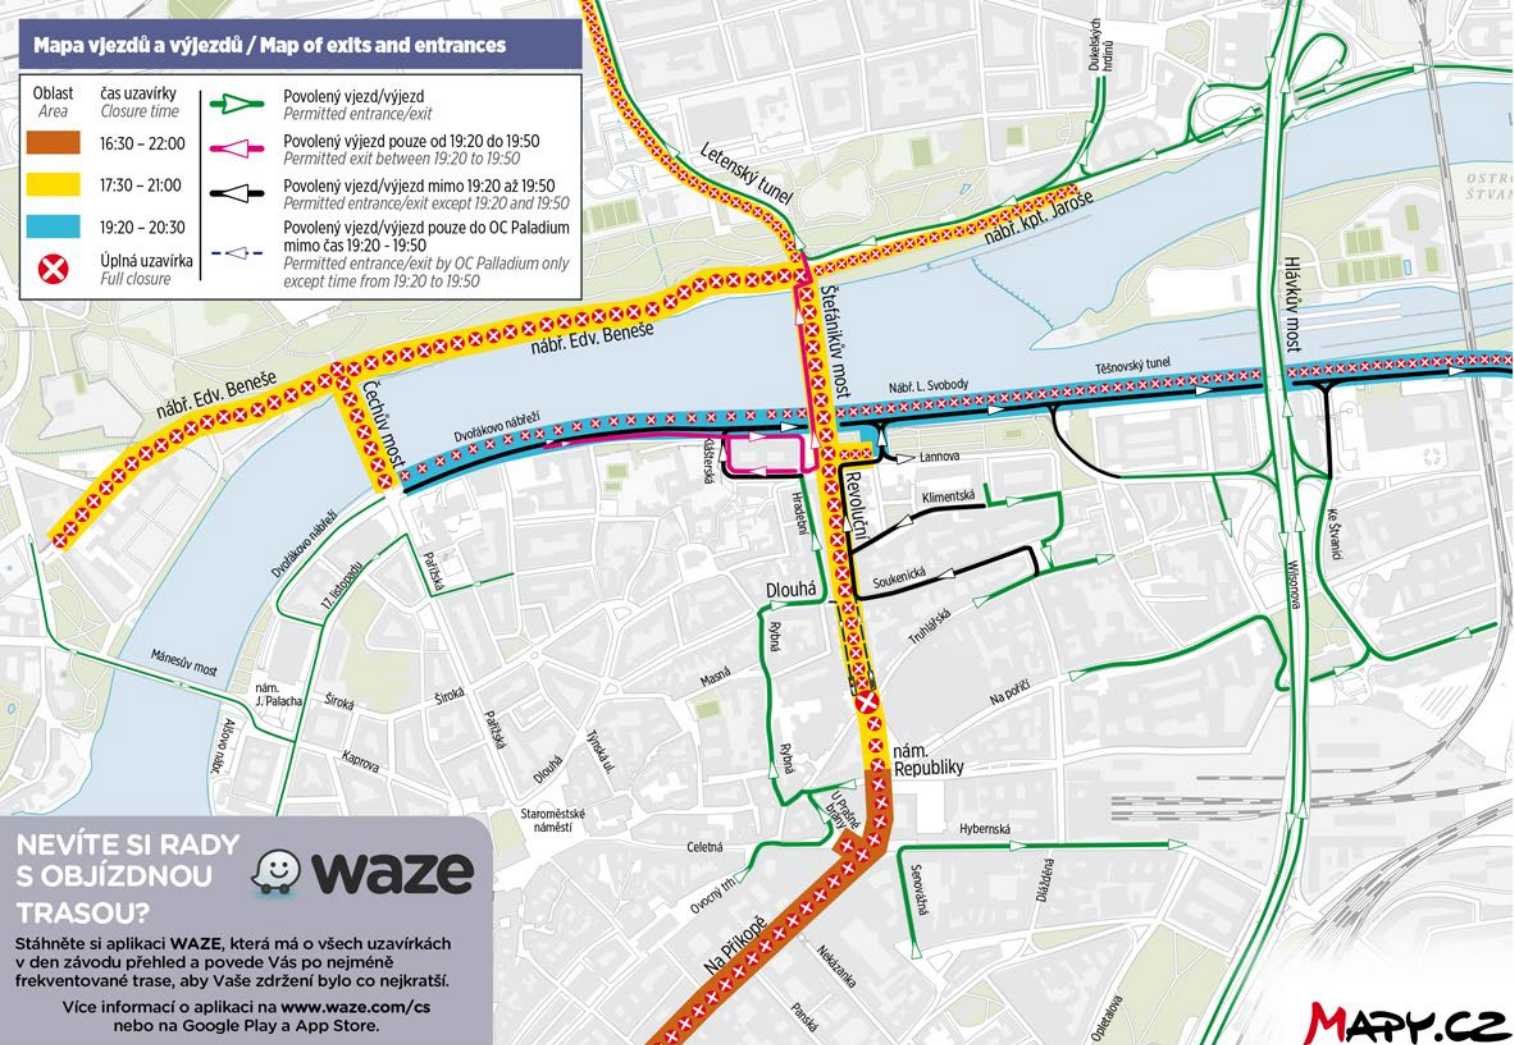 Mapa vjezdů a výjezdů / Map of exits and entrances
Oblast
Area
čas uzavírky
Closure time
16:30 – 22:00
17:30 – 21:00
19:20 – 20:30
Úplná uzavírka
Full closure
Povolený vjezd/výjezd
Permitted entrance/exit
Povolený výjezd pouze od 19:20 do 19:50
Permitted exit between 19:20 to 19:50
Povolený vjezd/výjezd mimo 19:20 až 19:50
Permitted entrance/exit except 19:20 and 19:50
Povolený vjezd/výjezd pouze do OC Paladium
mimo čas 19:20 - 19:50
Permitted entrance/exit by OC Palladium only
except time from 19:20 to 19:50
Dukelských
hrdinů
Letenský tunel
nábř. kpt. Jaroše
OSTR
ŠTVAN
Hlávkův most
Štefánikův most
nábř. Edv. Beneše
nábř. Edv. Beneše
Čechův most
Těšnovský tunel
Nábř. L. Svobody
Dvořákovo nábřeží
Klášterská
Lannova
Hradební
Revoluční
Klimentská
Ke Štvanici
Dvořákovo nábřeží
17. listopadu
Pařížská
Soukenická
Wilsonova
Dlouhá
Truhlářská
Rybná
Mánesův most
Masná
nám.
J. Palacha
Široká
Široká
Na poříčí
Pařížská
Alšovo nábř.
Kaprova
Dlouhá
Týnská ul.
Rybná
nám.
Republiky
U Prašné
brány
Staroměstské
náměstí
Hybernská
Celetná
Ovocný trh
Senovážná
Dlážděná
Na Příkopě
Nekázanka
Panská
Opletalova
NEVÍTE SI RADY
S OBJÍZDNOU
TRASOU?
waze
Stáhněte si aplikaci WAZE, která má o všech uzavírkách
v den závodu přehled a povede Vás po nejméně
frekventované trase, aby Vaše zdržení bylo co nejkratší.
Více informací o aplikaci na www.waze.com/cs
nebo na Google Play a App Store.
MAPY.CZ